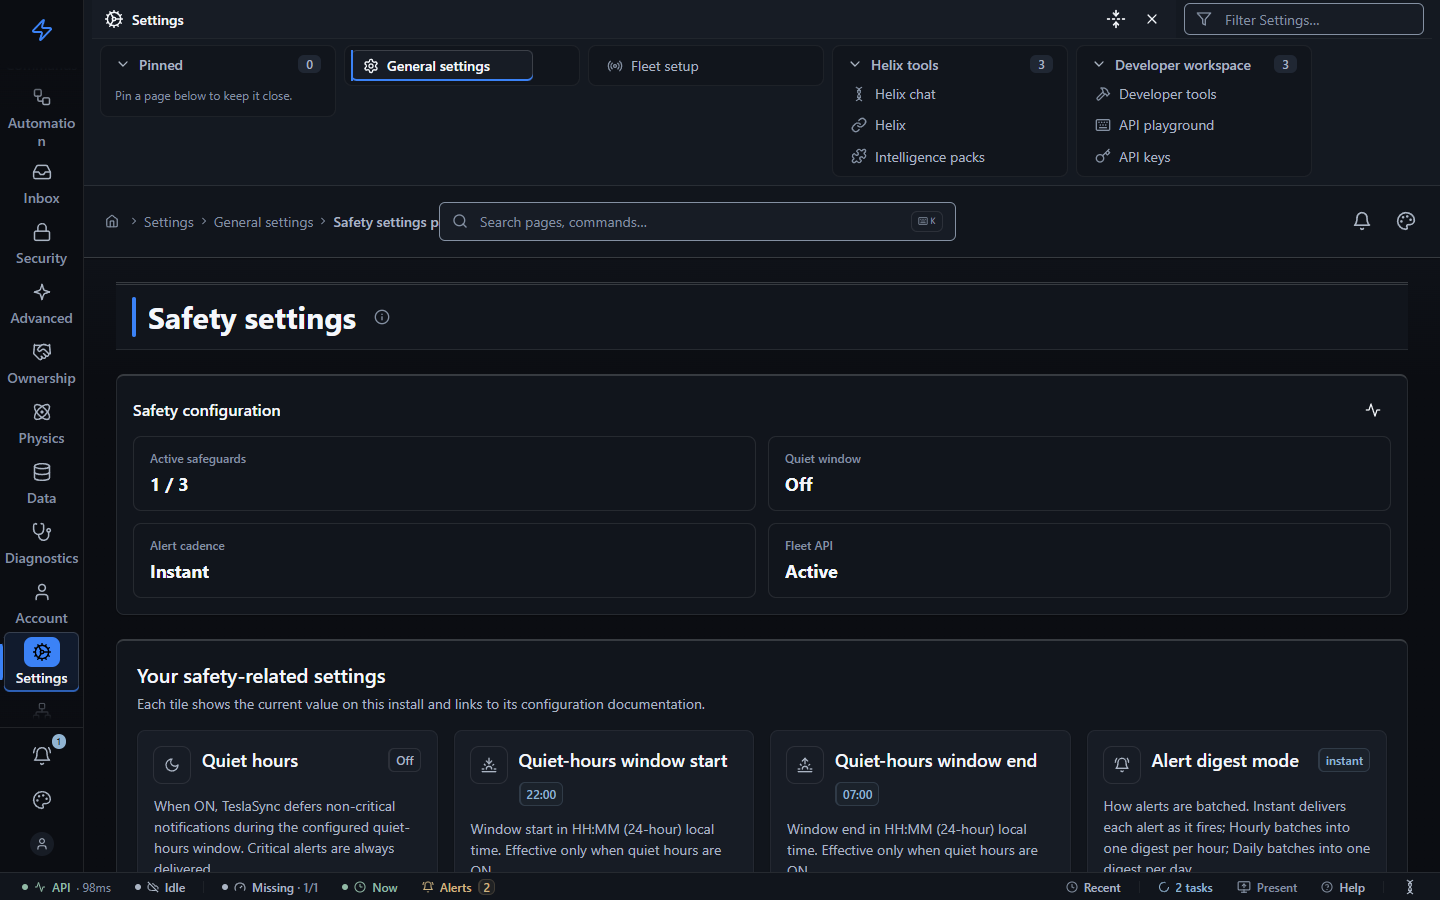 Settings
Filter Settings...
Pinned 0
Pin a page below to keep it close.
General settings
Fleet setup
Helix tools 3
Helix chat
Helix
Intelligence packs
Developer workspace 3
Developer tools
API playground
API keys
Automatio
n
Inbox
Security
Advanced
Ownership
Physics
Data
Diagnostics
Account
Settings
1
Settings > General settings > Safety settings p
Search pages, commands...
K
Safety settings
Safety configuration
Active safeguards
1 / 3
Quiet window
Off
Alert cadence
Instant
Fleet API
Active
Your safety-related settings
Each tile shows the current value on this install and links to its configuration documentation.
Quiet hours
Off
When ON, TeslaSync defers non-critical
notifications during the configured quiet-
hours window. Critical alerts are always
delivered.
Quiet-hours window start
22:00
Window start in HH:MM (24-hour) local
time. Effective only when quiet hours are
ON.
Quiet-hours window end
07:00
Window end in HH:MM (24-hour) local
time. Effective only when quiet hours are
ON.
Alert digest mode
instant
How alerts are batched. Instant delivers
each alert as it fires; Hourly batches into
one digest per hour; Daily batches into one
digest per day.
API · 98ms
Idle
Missing · 1/1
Now
Alerts 2
Recent
2 tasks
Present
Help